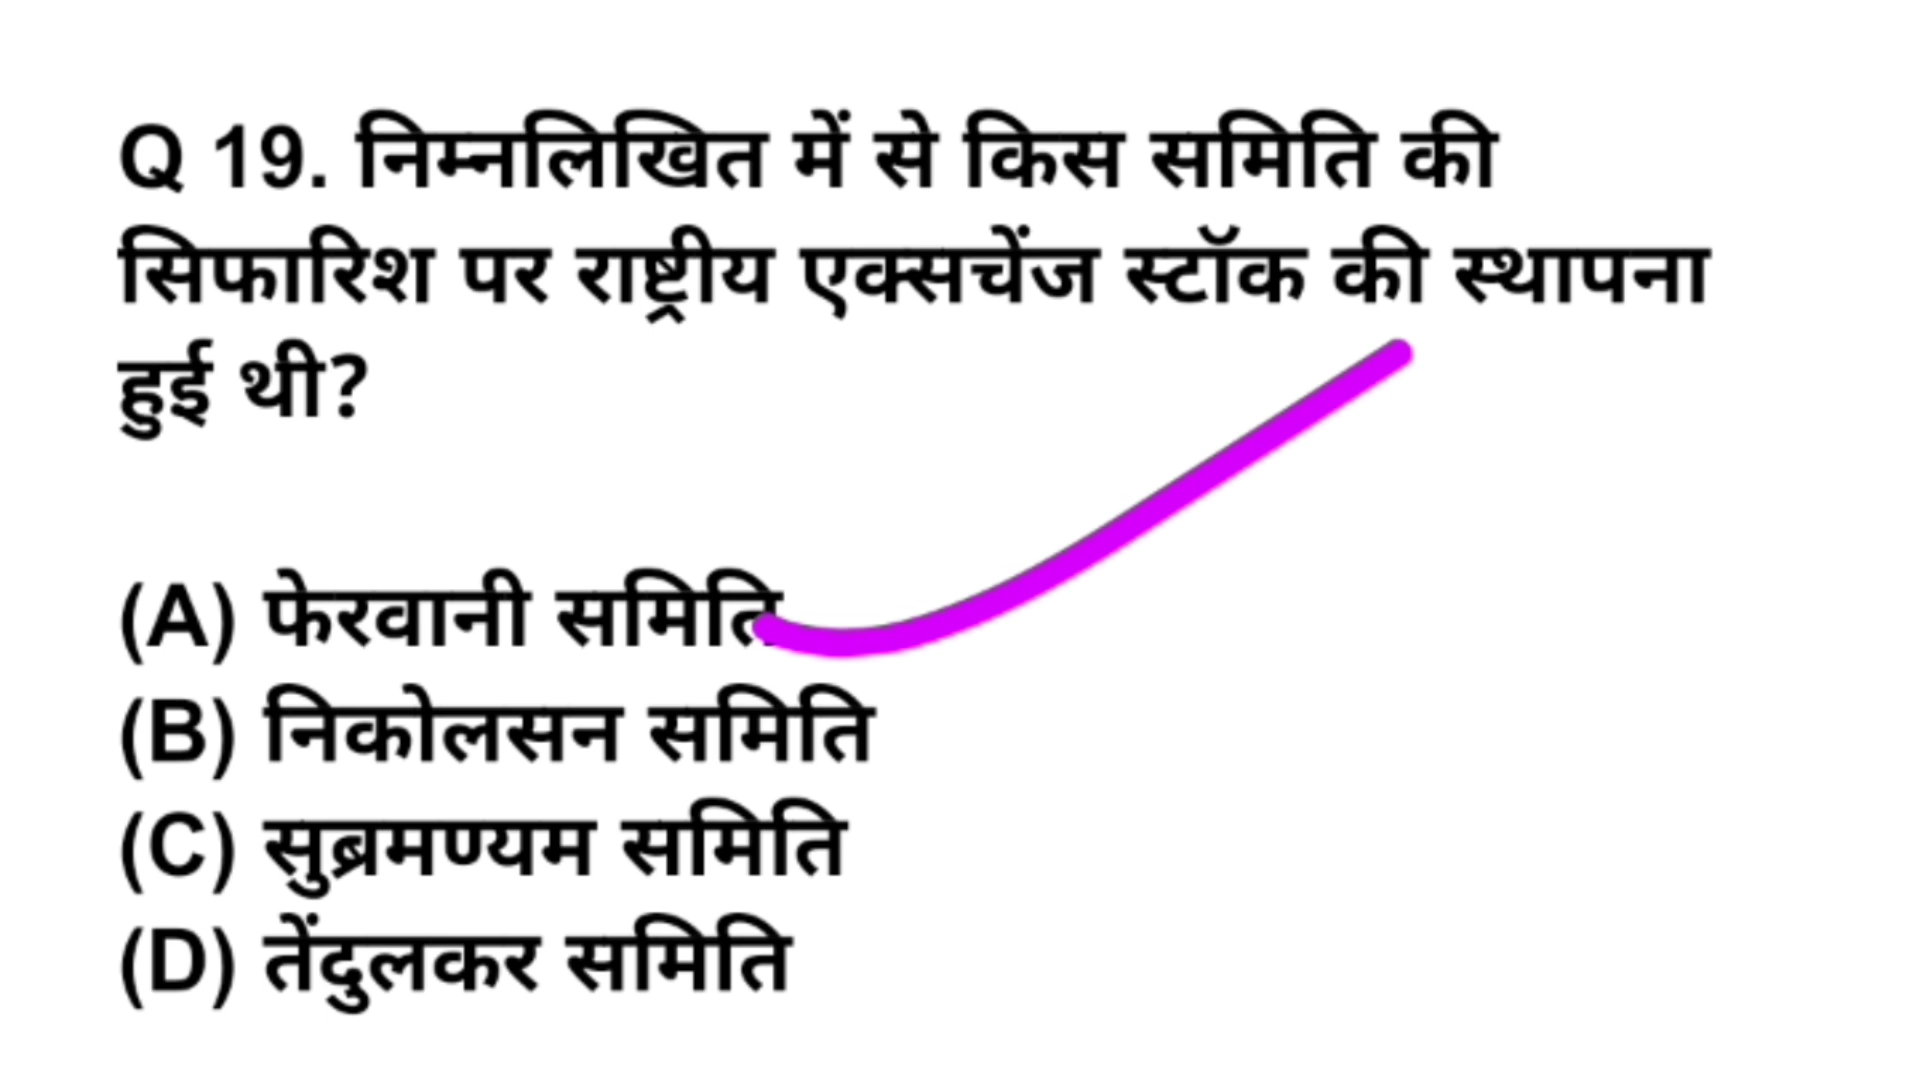 Q 19. निम्नलिखित में से किस समिति की
सिफारिश पर राष्ट्रीय एक्सचेंज स्टॉक की स्थापना
हुई थी?
(A) फेरवानी समिति
(B) निकोलसन समिति
(C) सुब्रमण्यम समिति
(D) तेंदुलकर समिति